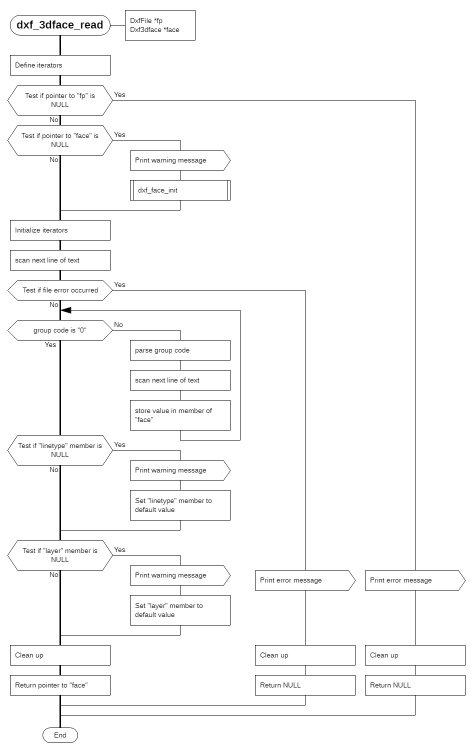 dxf_3dface_read
DxfFile *fp
Dxf3dface *face
Define iterators
Test if pointer to "fp" is
NULL
Yes
No
Test if pointer to "face" is
NULL
Yes
No
Print warning message
dxf_face_init
Initialize iterators
scan next line of text
Test if file error occurred
Yes
No
group code is "0"
No
Yes
parse group code
scan next line of text
store value in member of
"face"
Test if "linetype" member is
NULL
Yes
No
Print warning message
Set "linetype" member to
default value
Test if "layer" member is
NULL
Yes
No
Print warning message
Set "layer" member to
default value
Print error message
Print error message
Clean up
Clean up
Clean up
Return pointer to "face"
Return NULL
Return NULL
End